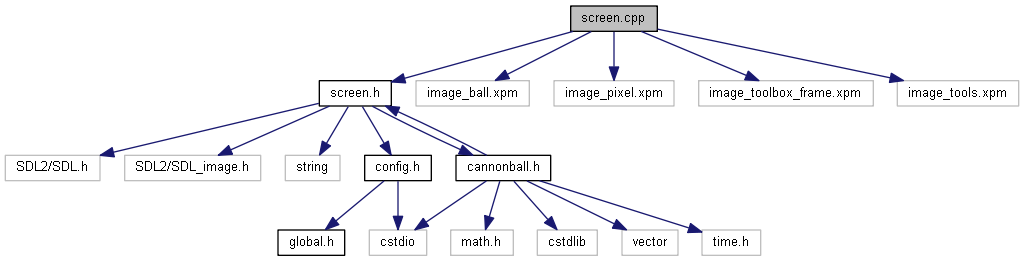 screen.cpp
screen.h
image_ball.xpm
image_pixel.xpm
image_toolbox_frame.xpm
image_tools.xpm
SDL2/SDL.h
SDL2/SDL_image.h
string
config.h
cannonball.h
global.h
cstdio
math.h
cstdlib
vector
time.h